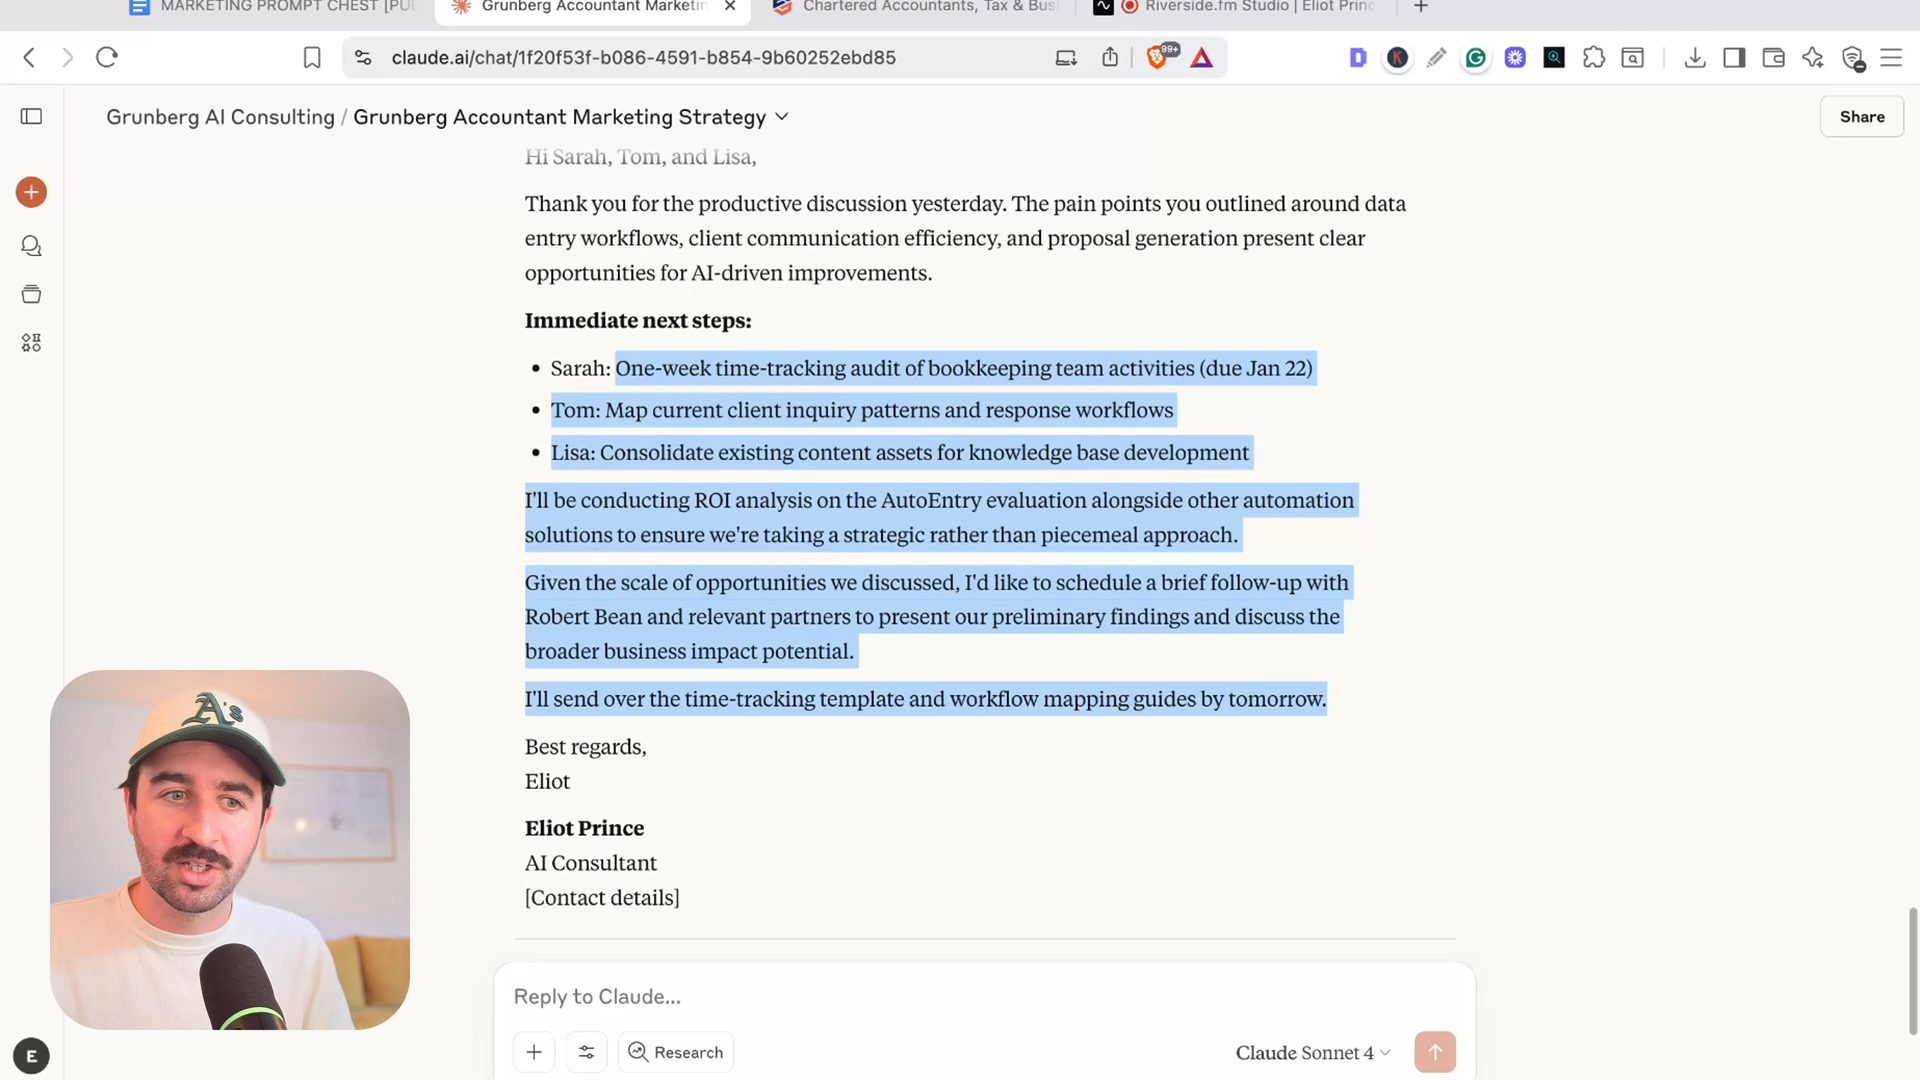 MARKETING PROMPT CHEST [PU
Grunberg Accountant Marketin
Chartered Accountants, Tax & Bus
Riverside.fm Studio | Eliot Princ
claude.ai/chat/1f20f53f-b086-4591-b854-9b60252ebd85
99+
K
Grunberg AI Consulting / Grunberg Accountant Marketing Strategy
Share
Hi Sarah, Tom, and Lisa,
Thank you for the productive discussion yesterday. The pain points you outlined around data
entry workflows, client communication efficiency, and proposal generation present clear
opportunities for AI-driven improvements.
Immediate next steps:
• Sarah: One-week time-tracking audit of bookkeeping team activities (due Jan 22)
• Tom: Map current client inquiry patterns and response workflows
• Lisa: Consolidate existing content assets for knowledge base development
I'll be conducting ROI analysis on the AutoEntry evaluation alongside other automation
solutions to ensure we're taking a strategic rather than piecemeal approach.
Given the scale of opportunities we discussed, I'd like to schedule a brief follow-up with
Robert Bean and relevant partners to present our preliminary findings and discuss the
broader business impact potential.
I'll send over the time-tracking template and workflow mapping guides by tomorrow.
Best regards,
Eliot
Eliot Prince
AI Consultant
[Contact details]
A's
Reply to Claude...
Research
Claude Sonnet 4
E